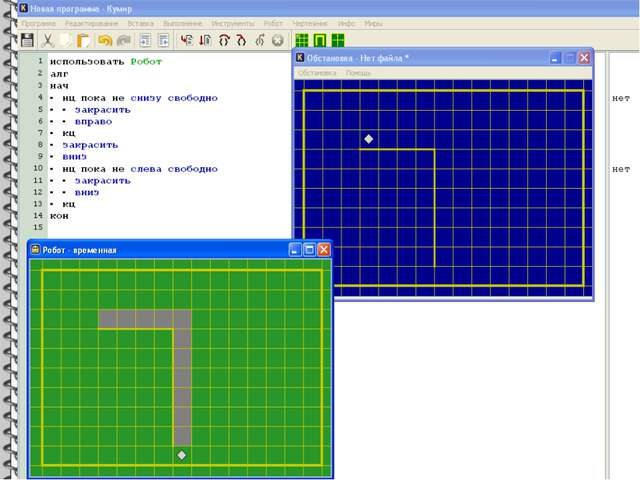 Новая программа - Кумир
Программа Редактирование Вставка Выполнение Инструменты Робот Чертежник Инфо Миры
1 использовать Робот
2 алг
3 нач
4 • нц пока не снизу свободно
5 • • закрасить
6 • • вправо
7 • кц
8 • закрасить
9 • вниз
10 • нц пока не слева свободно
11 • • закрасить
12 • • вниз
13 • кц
14 кон
15
Обстановка - Нет файла *
Обстановка Помощь
нет
нет
Робот - временная